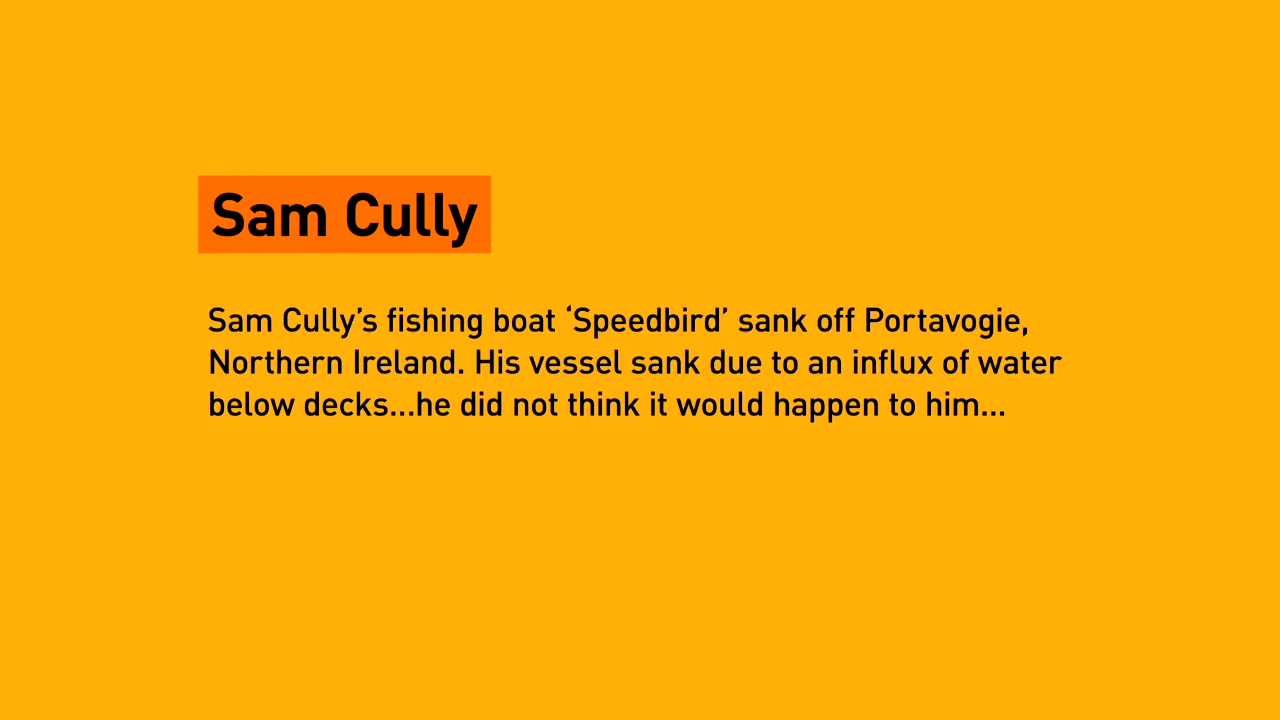 Sam Cully
Sam Cully’s fishing boat ‘Speedbird’ sank off Portavogie,
Northern Ireland. His vessel sank due to an influx of water
below decks...he did not think it would happen to him...